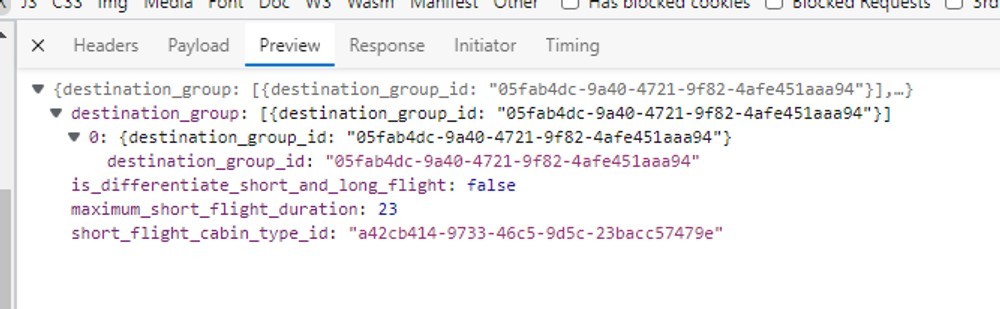 JS CSS Img Media Font Doc WS Wasm Manifest Other Has blocked cookies Blocked Requests 3rd
Headers Payload Preview Response Initiator Timing
{destination_group: [{destination_group_id: "05fab4dc-9a40-4721-9f82-4afe451aaa94"}],…}
destination_group: [{destination_group_id: "05fab4dc-9a40-4721-9f82-4afe451aaa94"}]
0: {destination_group_id: "05fab4dc-9a40-4721-9f82-4afe451aaa94"}
destination_group_id: "05fab4dc-9a40-4721-9f82-4afe451aaa94"
is_differentiate_short_and_long_flight: false
maximum_short_flight_duration: 23
short_flight_cabin_type_id: "a42cb414-9733-46c5-9d5c-23bacc57479e"